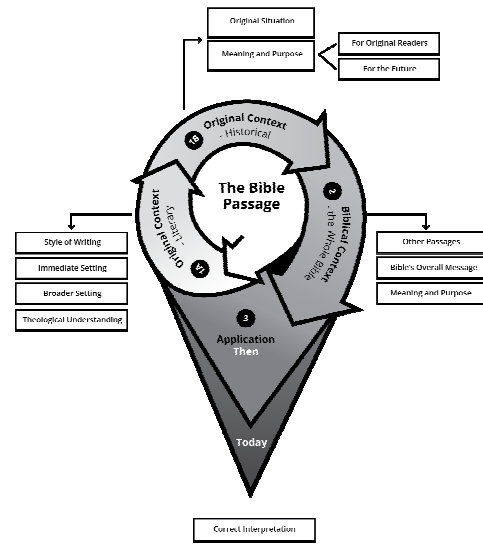 Original Situation
Meaning and Purpose
For Original Readers
For the Future
1B
Original Context
- Historical
The Bible
Passage
2
Biblical Context
- the Whole Bible
1A
Original Context
- Literary
Style of Writing
Immediate Setting
Broader Setting
Theological Understanding
Other Passages
Bible's Overall Message
Meaning and Purpose
3
Application
Then
Today
Correct Interpretation